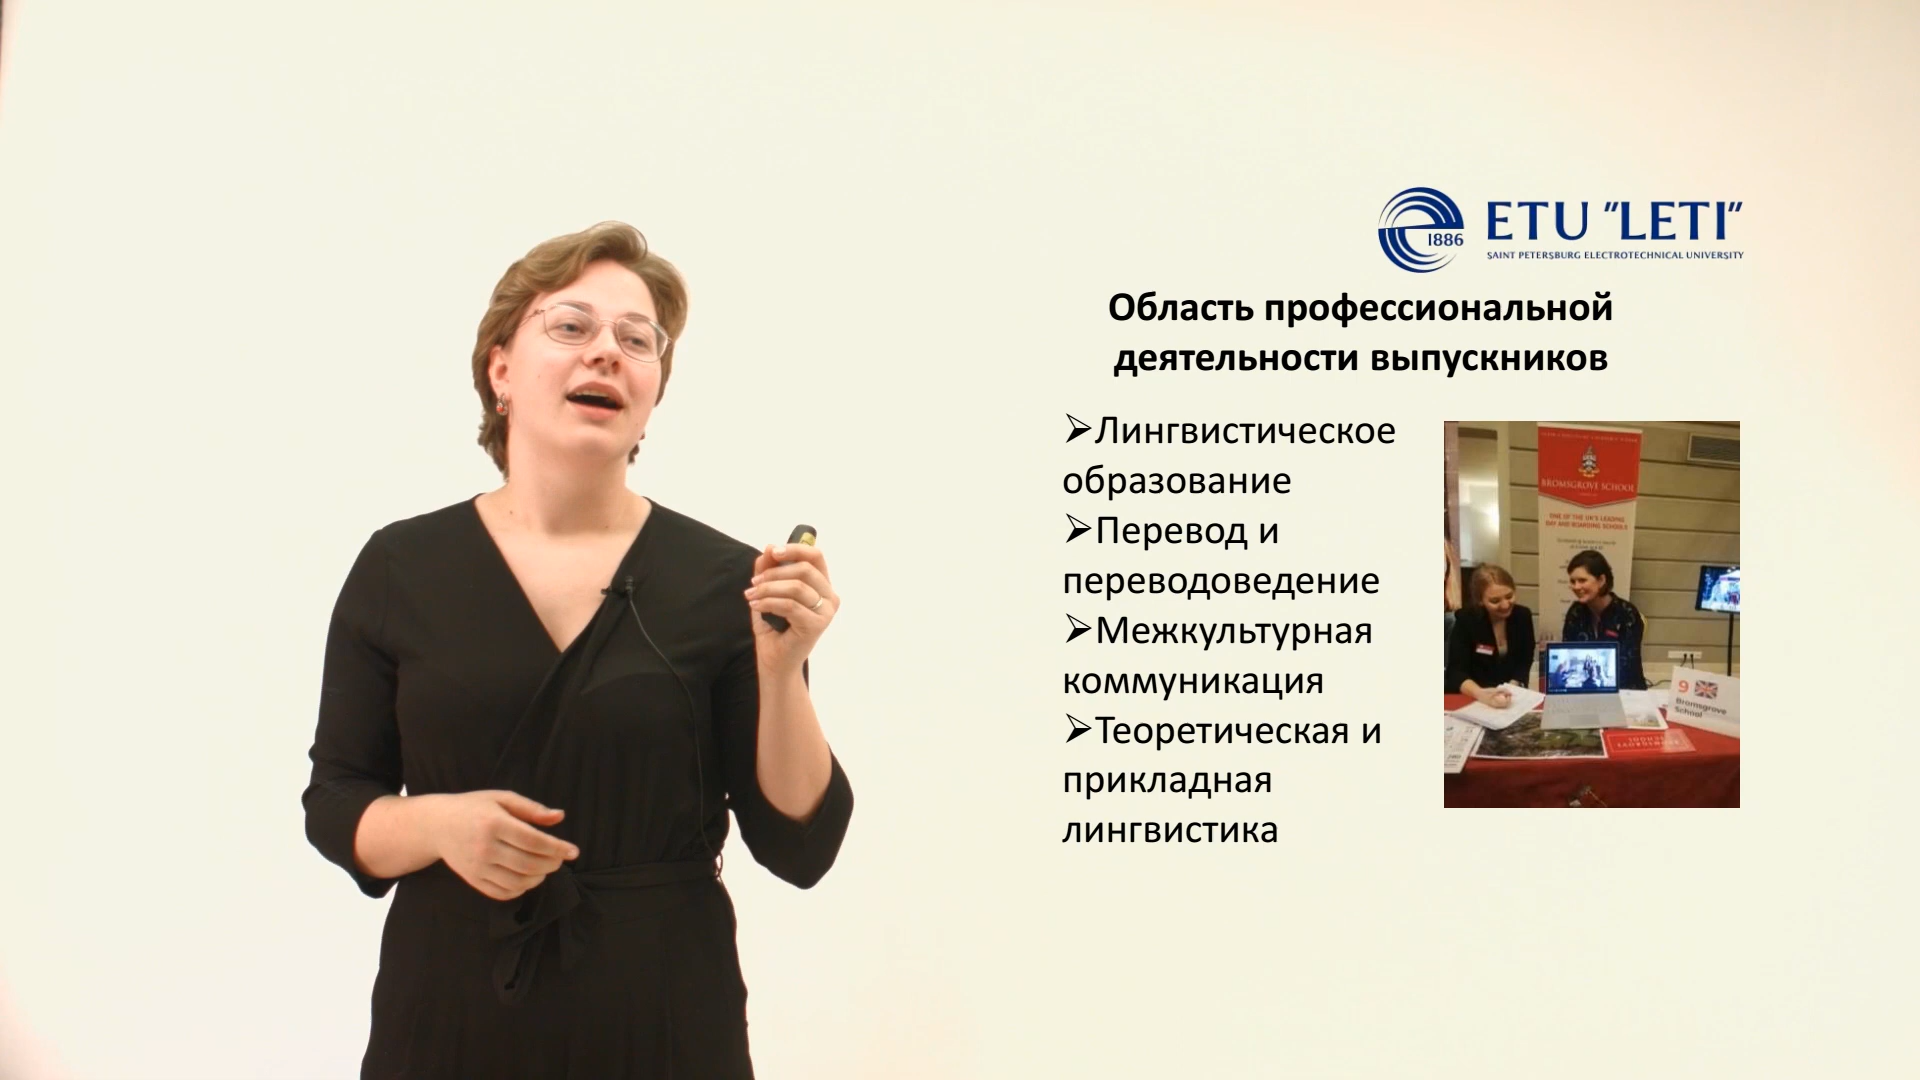 1886
ETU "LETI"
SAINT PETERSBURG ELECTROTECHNICAL UNIVERSITY
Область профессиональной
деятельности выпускников
➢Лингвистическое
образование
➢Перевод и
переводоведение
➢Межкультурная
коммуникация
➢Теоретическая и
прикладная
лингвистика
BROMSGROVE SCHOOL
ONE OF THE UK'S LEADING
DAY AND BOARDING SCHOOLS
9
Bromsgrove
School